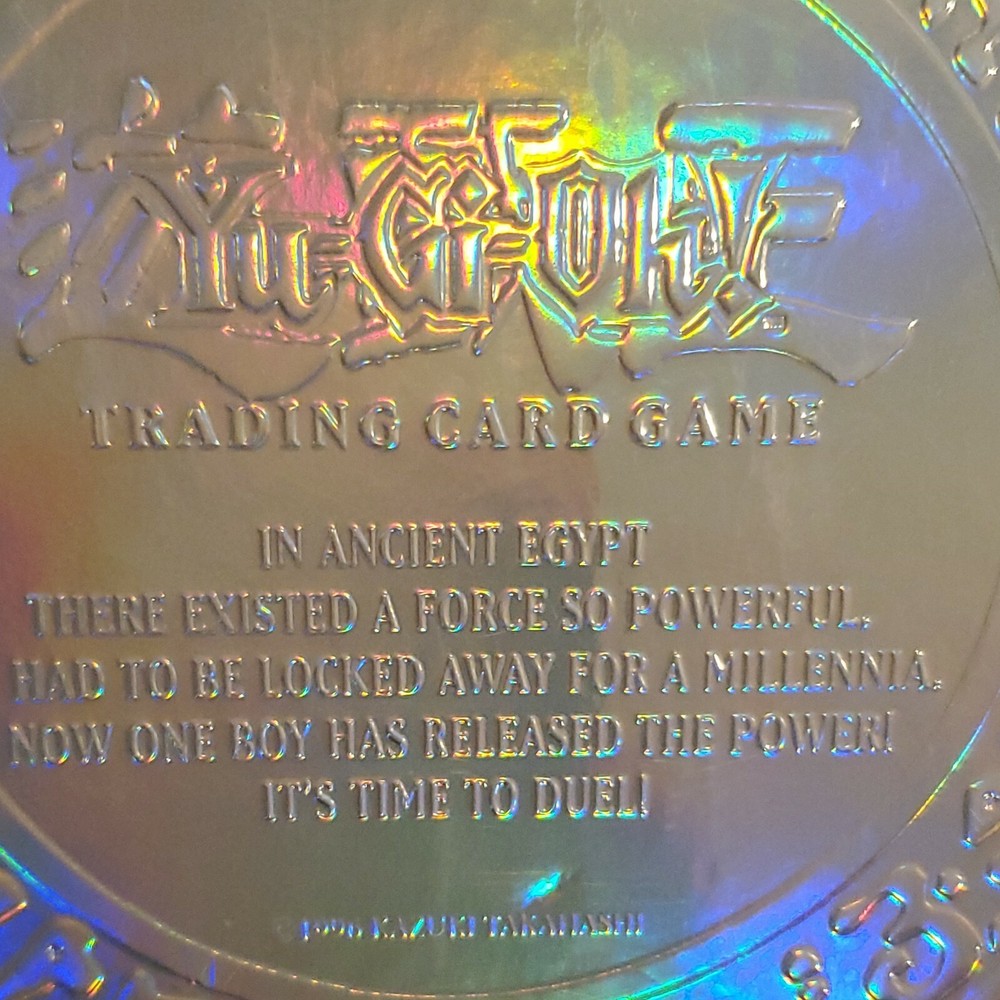 Yu-Gi-Oh!
TRADING CARD GAME
IN ANCIENT EGYPT
THERE EXISTED A FORCE SO POWERFUL,
HAD TO BE LOCKED AWAY FOR A MILLENNIA.
NOW ONE BOY HAS RELEASED THE POWER!
IT'S TIME TO DUEL!
©1996 KAZUKI TAKAHASHI